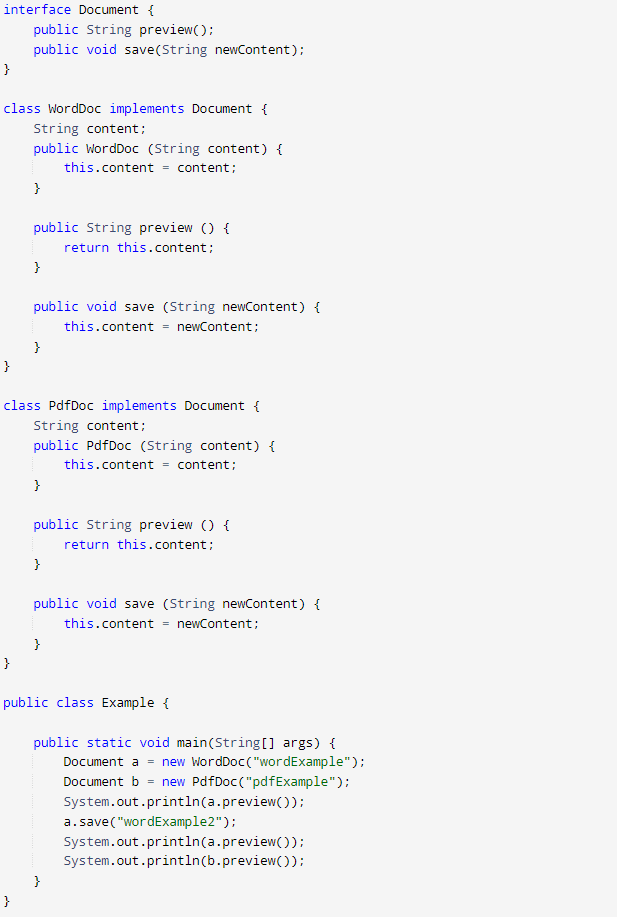 interface Document {
    public String preview();
    public void save(String newContent);
}

class WordDoc implements Document {
    String content;
    public WordDoc (String content) {
        this.content = content;
    }

    public String preview () {
        return this.content;
    }

    public void save (String newContent) {
        this.content = newContent;
    }
}

class PdfDoc implements Document {
    String content;
    public PdfDoc (String content) {
        this.content = content;
    }

    public String preview () {
        return this.content;
    }

    public void save (String newContent) {
        this.content = newContent;
    }
}

public class Example {

    public static void main(String[] args) {
        Document a = new WordDoc("wordExample");
        Document b = new PdfDoc("pdfExample");
        System.out.println(a.preview());
        a.save("wordExample2");
        System.out.println(a.preview());
        System.out.println(b.preview());
    }
}